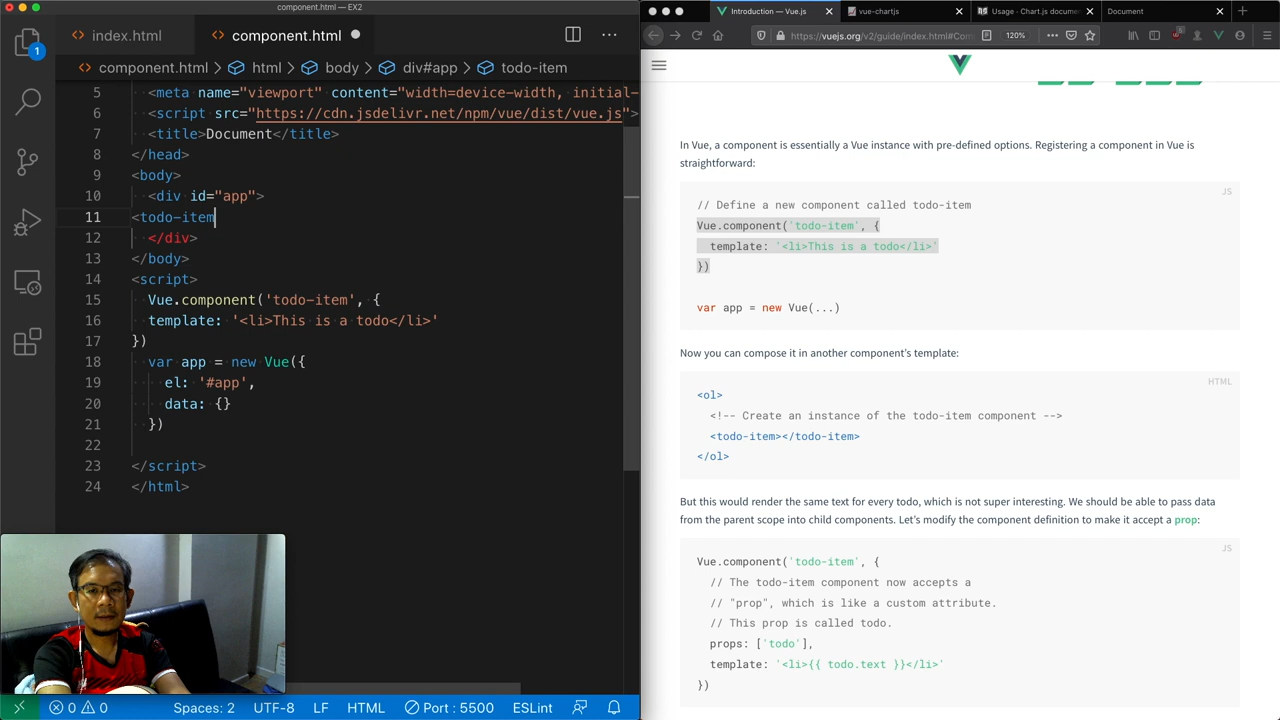 component.html — EX2
index.html
component.html
component.html > html > body > div#app > todo-item
5 <meta name="viewport" content="width=device-width, initial-
6 <script src="https://cdn.jsdelivr.net/npm/vue/dist/vue.js">
7 <title>Document</title>
8 </head>
9 <body>
10 <div id="app">
11 <todo-item
12 </div>
13 </body>
14 <script>
15 Vue.component('todo-item', {
16 template: '<li>This is a todo</li>'
17 })
18 var app = new Vue({
19 el: '#app',
20 data: {}
21 })
22
23 </script>
24 </html>
1
0 0
Spaces: 2
UTF-8
LF
HTML
Port : 5500
ESLint
Introduction — Vue.js
vue-chartjs
Usage · Chart.js documen
Document
https://vuejs.org/v2/guide/index.html#Com
120%
In Vue, a component is essentially a Vue instance with pre-defined options. Registering a component in Vue is
straightforward:
JS
// Define a new component called todo-item
Vue.component('todo-item', {
template: '<li>This is a todo</li>'
})
var app = new Vue(...)
Now you can compose it in another component's template:
HTML
<ol>
<!-- Create an instance of the todo-item component -->
<todo-item></todo-item>
</ol>
But this would render the same text for every todo, which is not super interesting. We should be able to pass data
from the parent scope into child components. Let's modify the component definition to make it accept a prop:
JS
Vue.component('todo-item', {
// The todo-item component now accepts a
// "prop", which is like a custom attribute.
// This prop is called todo.
props: ['todo'],
template: '<li>{{ todo.text }}</li>'
})